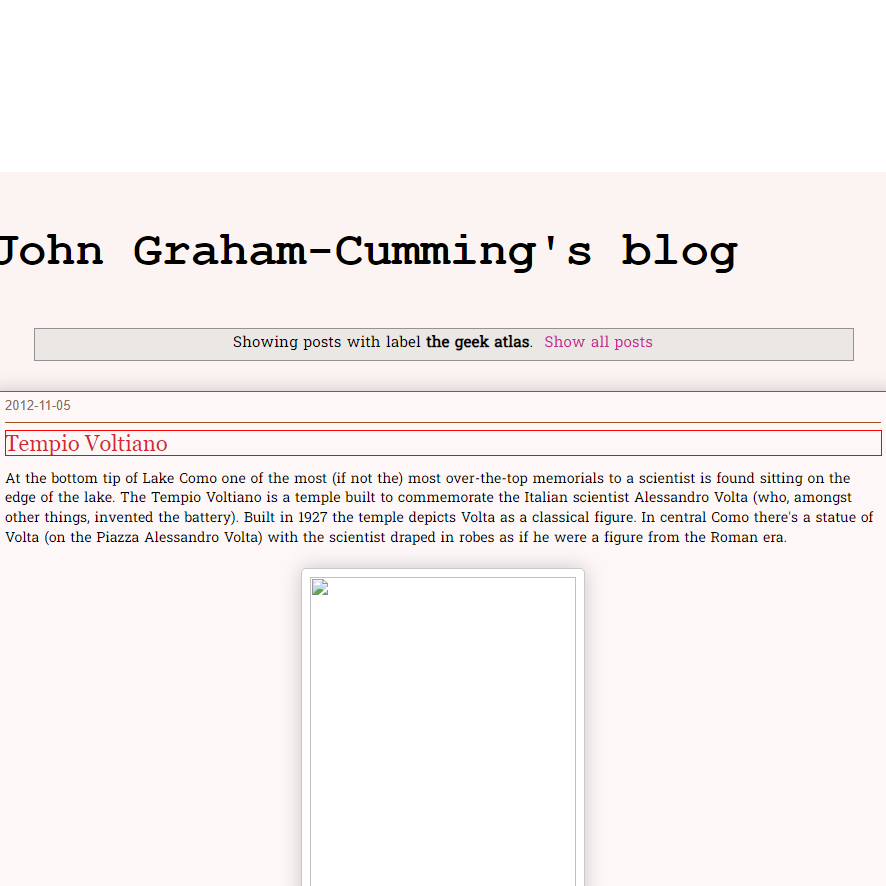 John Graham-Cumming's blog
Showing posts with label the geek atlas. Show all posts
2012-11-05
Tempio Voltiano
At the bottom tip of Lake Como one of the most (if not the) most over-the-top memorials to a scientist is found sitting on the
edge of the lake. The Tempio Voltiano is a temple built to commemorate the Italian scientist Alessandro Volta (who, amongst
other things, invented the battery). Built in 1927 the temple depicts Volta as a classical figure. In central Como there's a statue of
Volta (on the Piazza Alessandro Volta) with the scientist draped in robes as if he were a figure from the Roman era.